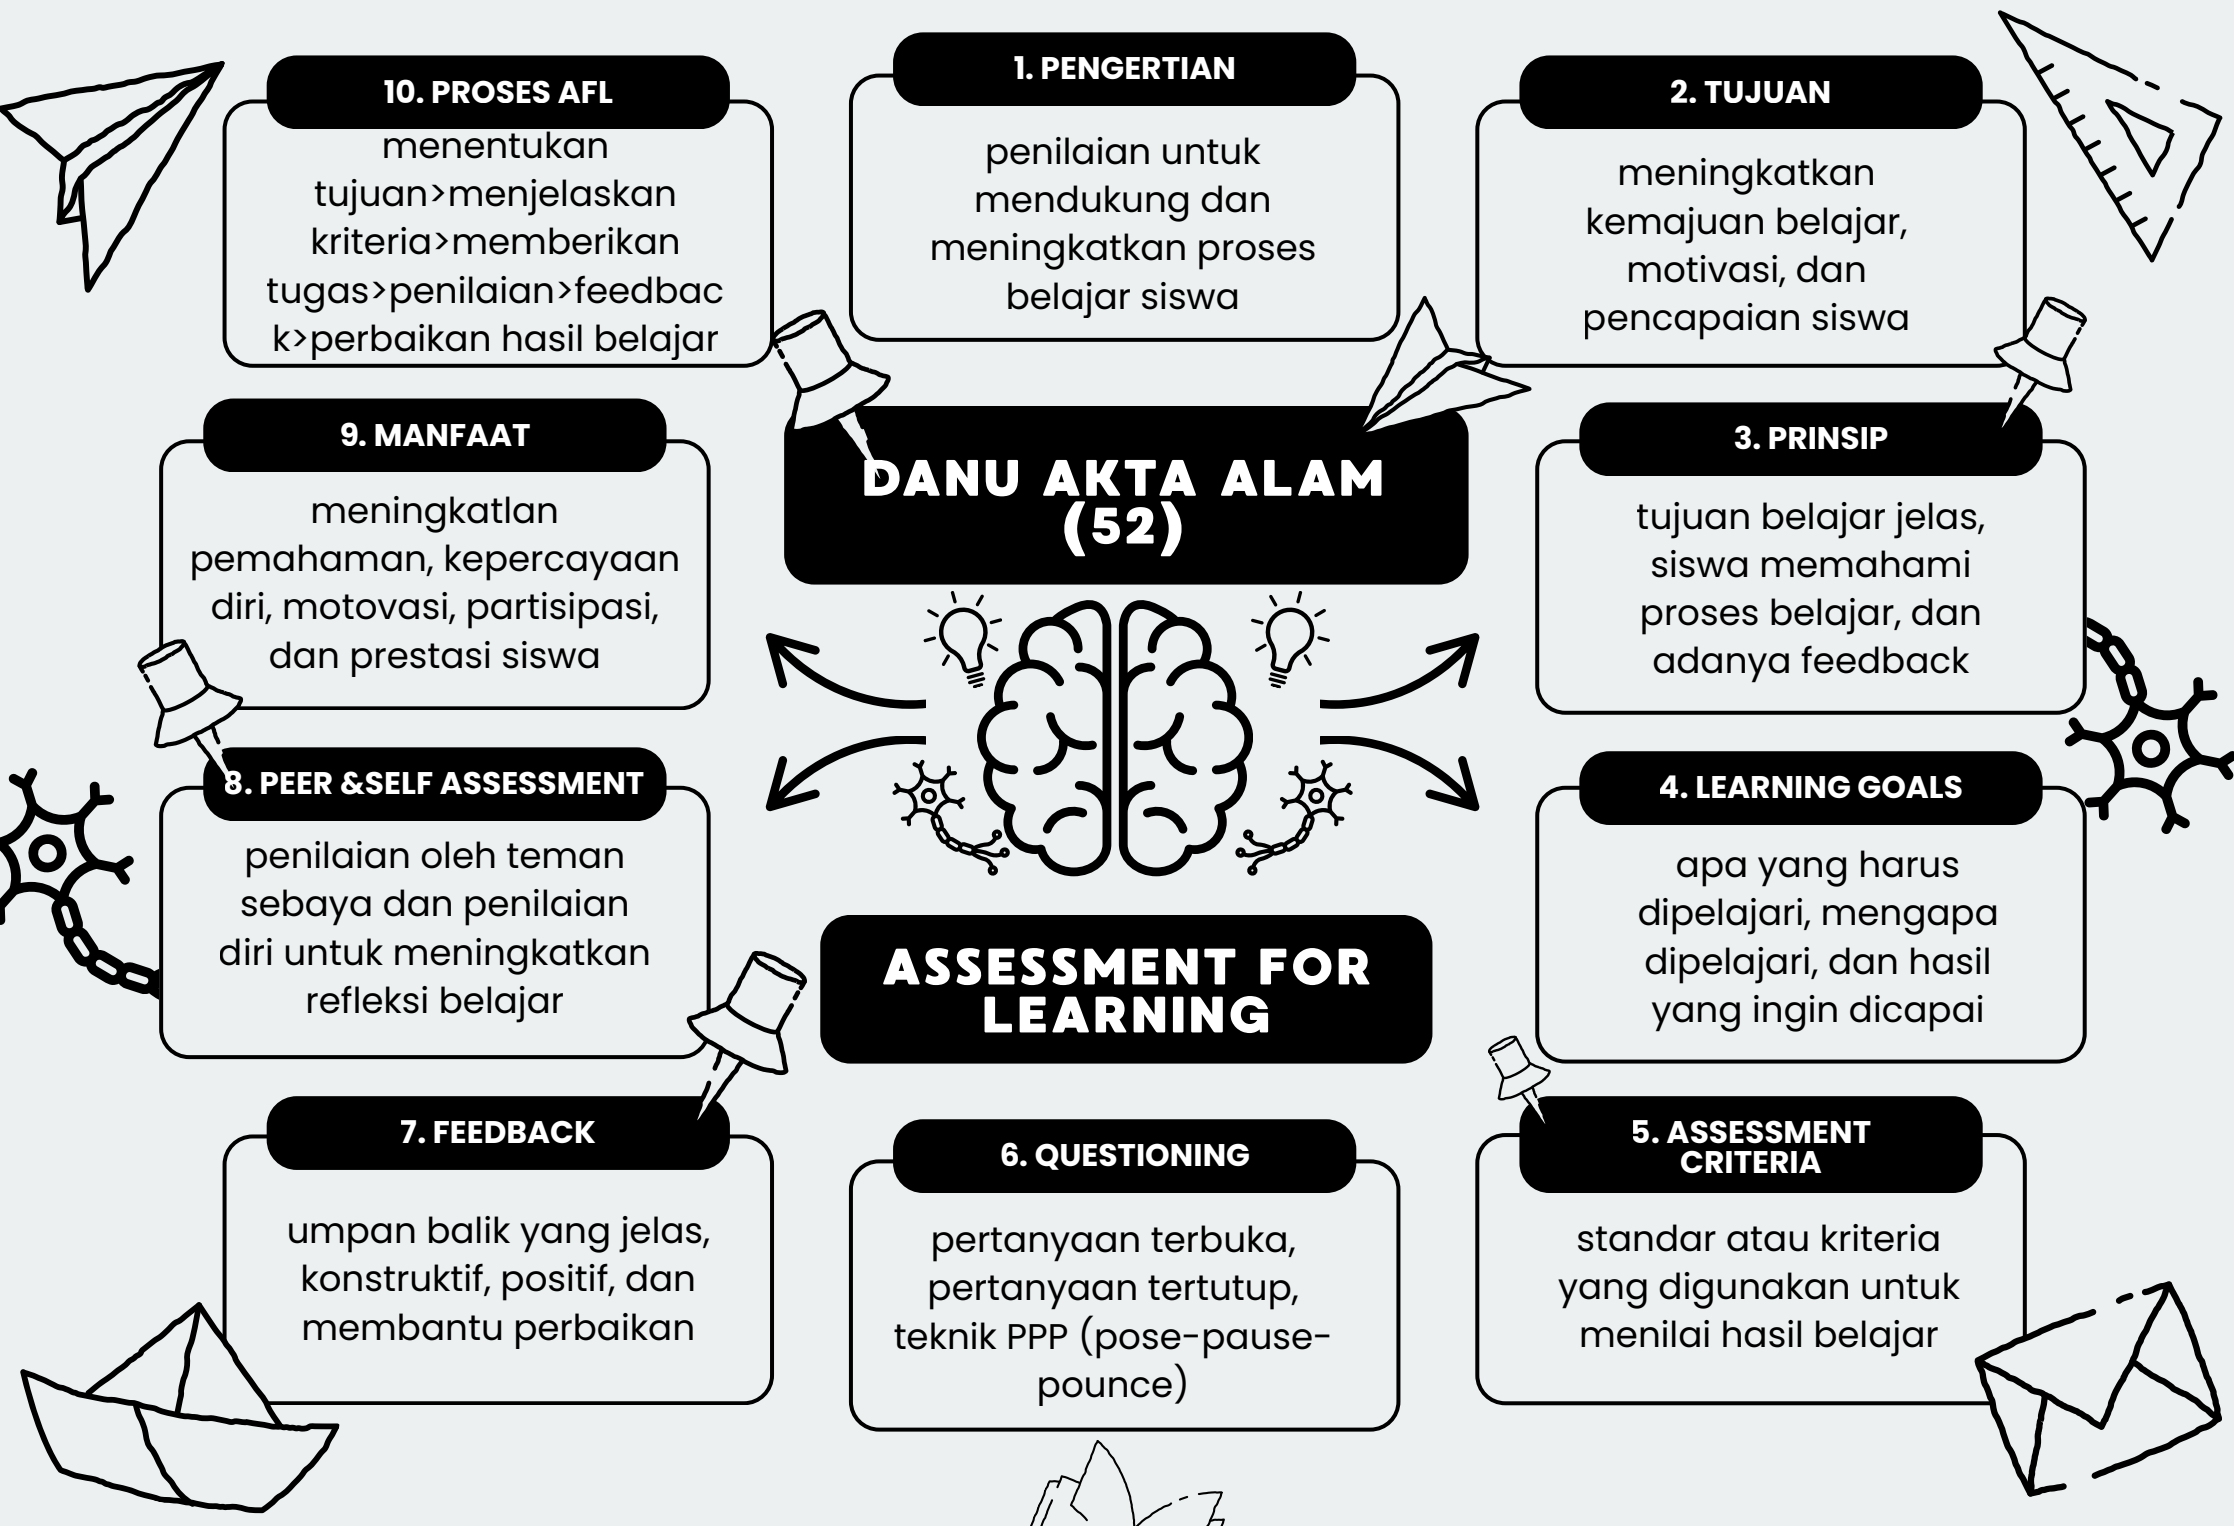 DANU AKTA ALAM
(52)
ASSESSMENT FOR
LEARNING
1. PENGERTIAN
penilaian untuk
mendukung dan
meningkatkan proses
belajar siswa
2. TUJUAN
meningkatkan
kemajuan belajar,
motivasi, dan
pencapaian siswa
3. PRINSIP
tujuan belajar jelas,
siswa memahami
proses belajar, dan
adanya feedback
4. LEARNING GOALS
apa yang harus
dipelajari, mengapa
dipelajari, dan hasil
yang ingin dicapai
5. ASSESSMENT
CRITERIA
standar atau kriteria
yang digunakan untuk
menilai hasil belajar
6. QUESTIONING
pertanyaan terbuka,
pertanyaan tertutup,
teknik PPP (pose-pause-
pounce)
7. FEEDBACK
umpan balik yang jelas,
konstruktif, positif, dan
membantu perbaikan
8. PEER &SELF ASSESSMENT
penilaian oleh teman
sebaya dan penilaian
diri untuk meningkatkan
refleksi belajar
9. MANFAAT
meningkatlan
pemahaman, kepercayaan
diri, motovasi, partisipasi,
dan prestasi siswa
10. PROSES AFL
menentukan
tujuan>menjelaskan
kriteria>memberikan
tugas>penilaian>feedbac
k>perbaikan hasil belajar